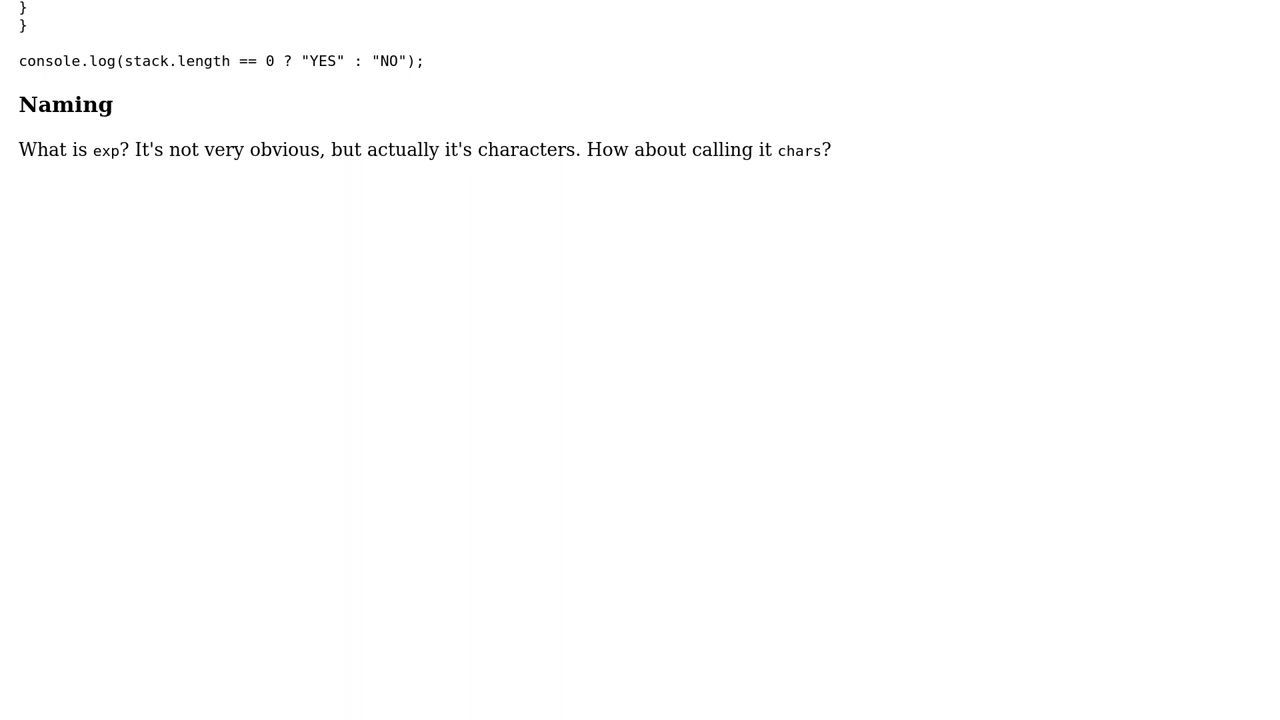 }
}
console.log(stack.length == 0 ? "YES" : "NO");
Naming
What is exp? It's not very obvious, but actually it's characters. How about calling it chars?